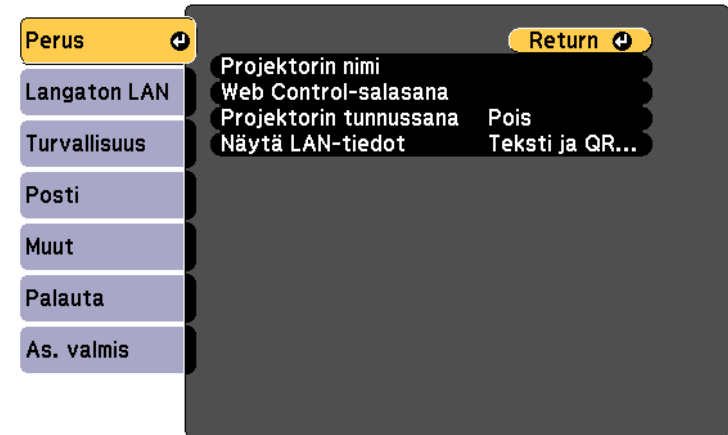 Perus
Langaton LAN
Turvallisuus
Posti
Muut
Palauta
As. valmis
Return
Projektorin nimi
Web Control-salasana
Projektorin tunnussana Pois
Näytä LAN-tiedot Teksti ja QR...